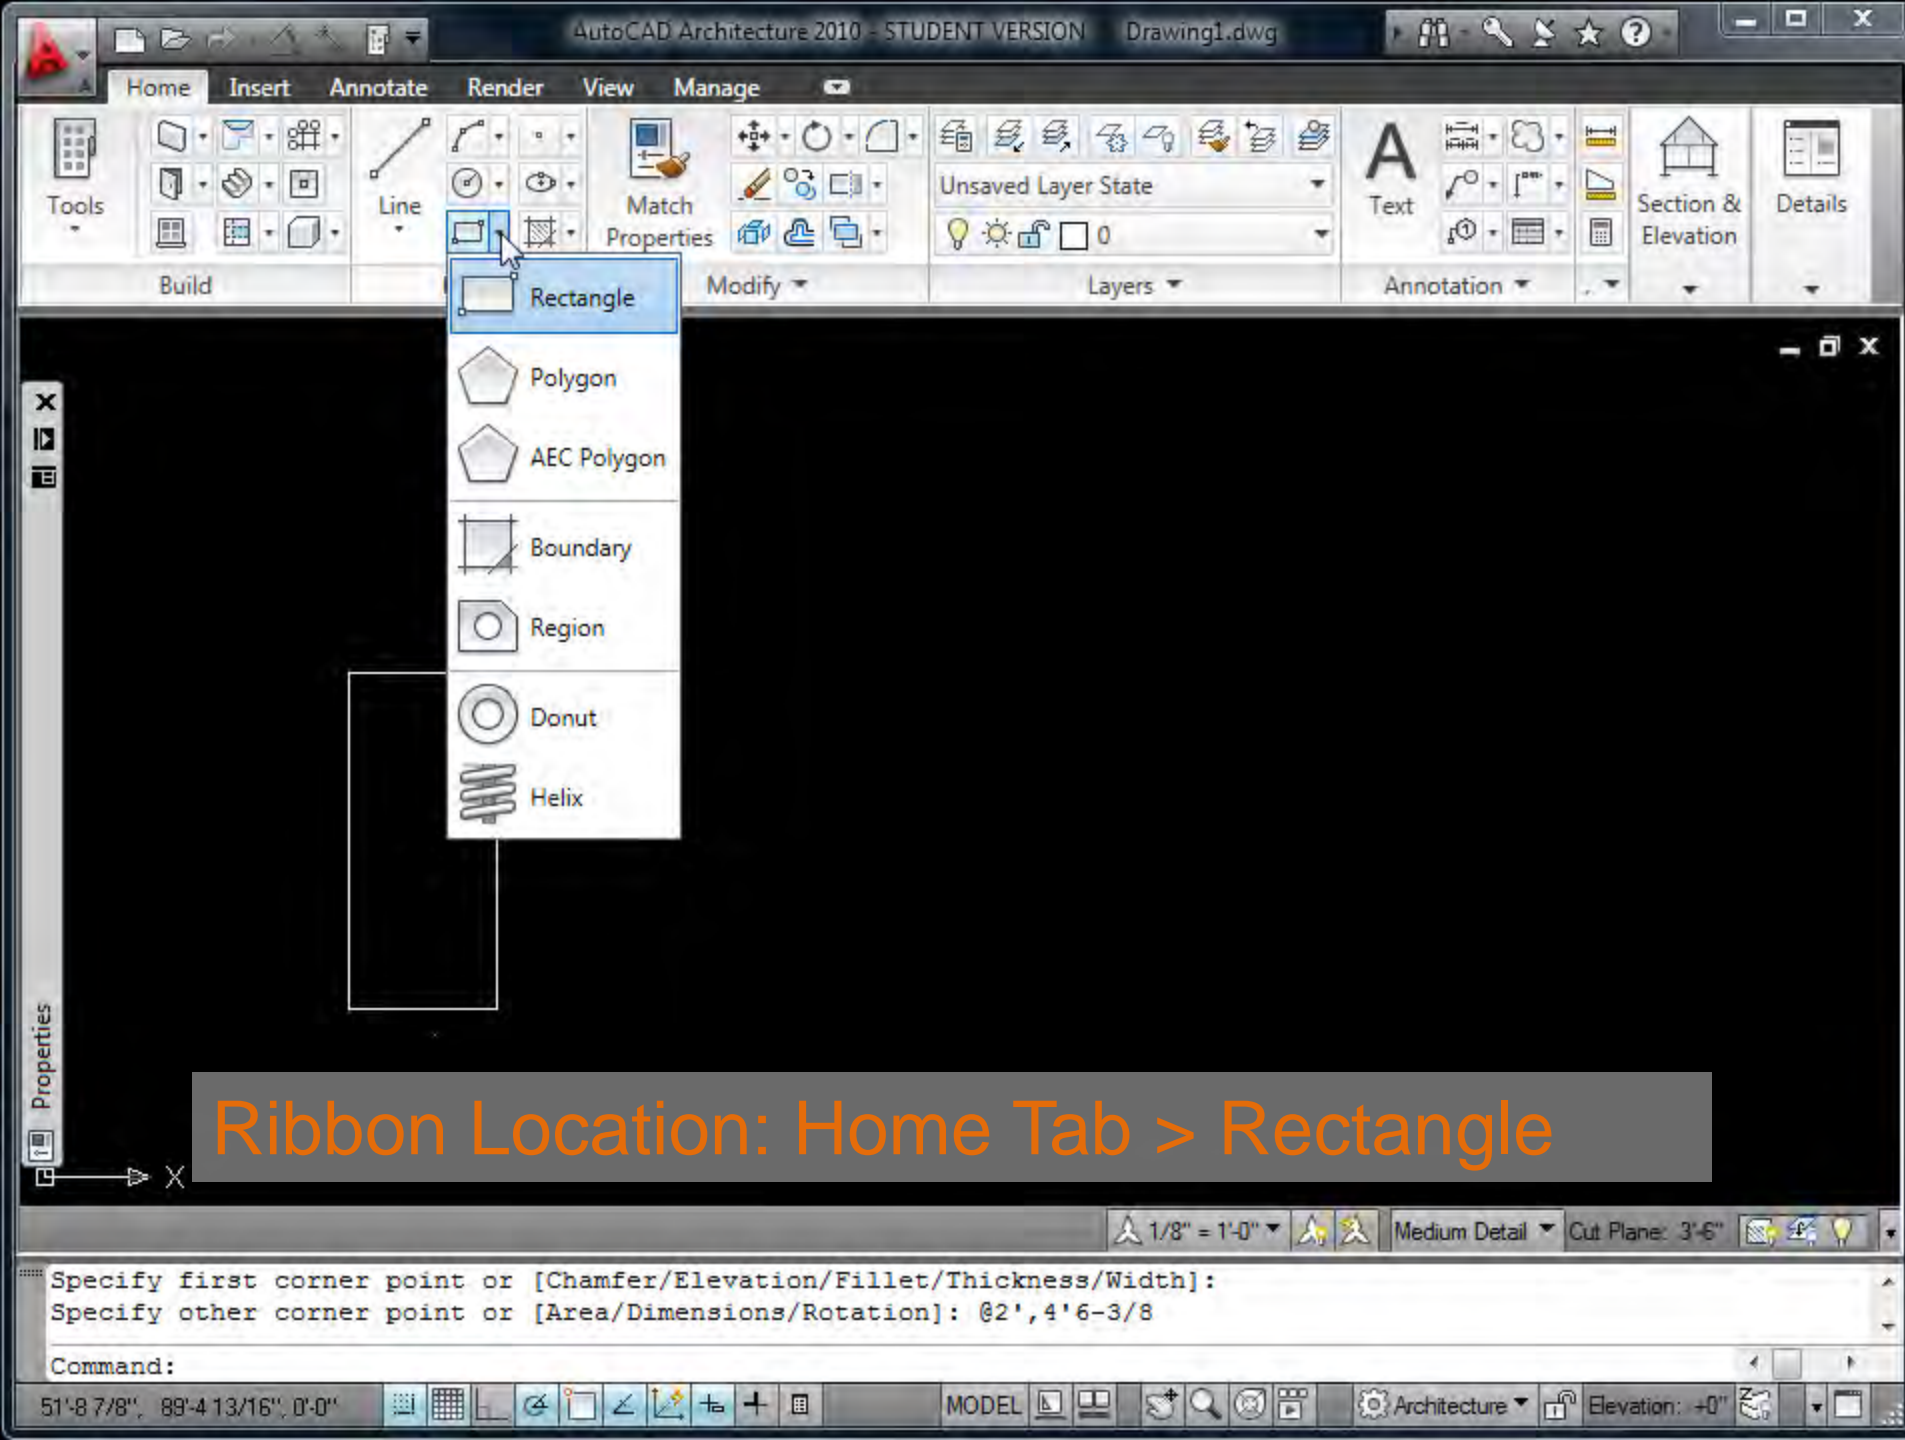 AutoCAD Architecture 2010 - STUDENT VERSION Drawing1.dwg
Home Insert Annotate Render View Manage
Tools
Line
Match
Properties
Unsaved Layer State
0
Text
Section &
Elevation
Details
Build
Modify
Layers
Annotation
Rectangle
Polygon
AEC Polygon
Boundary
Region
Donut
Helix
Properties
X
Ribbon Location: Home Tab > Rectangle
1/8" = 1'-0" Medium Detail Cut Plane: 3'-6"
Specify first corner point or [Chamfer/Elevation/Fillet/Thickness/Width]:
Specify other corner point or [Area/Dimensions/Rotation]: @2',4'6-3/8
Command:
51'-8 7/8", 89'-4 13/16", 0'-0" MODEL Architecture Elevation: +0"